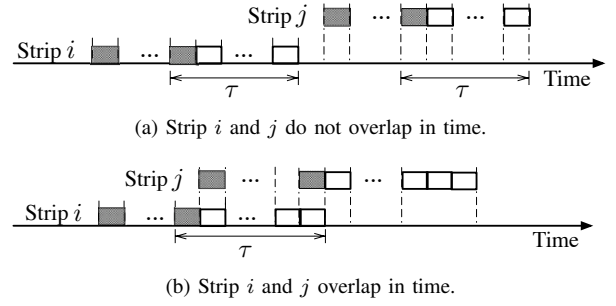 Strip j ... ...
Strip i ... ...
τ τ Time
(a) Strip i and j do not overlap in time.
Strip j ... ...
Strip i ... ...
τ Time
(b) Strip i and j overlap in time.